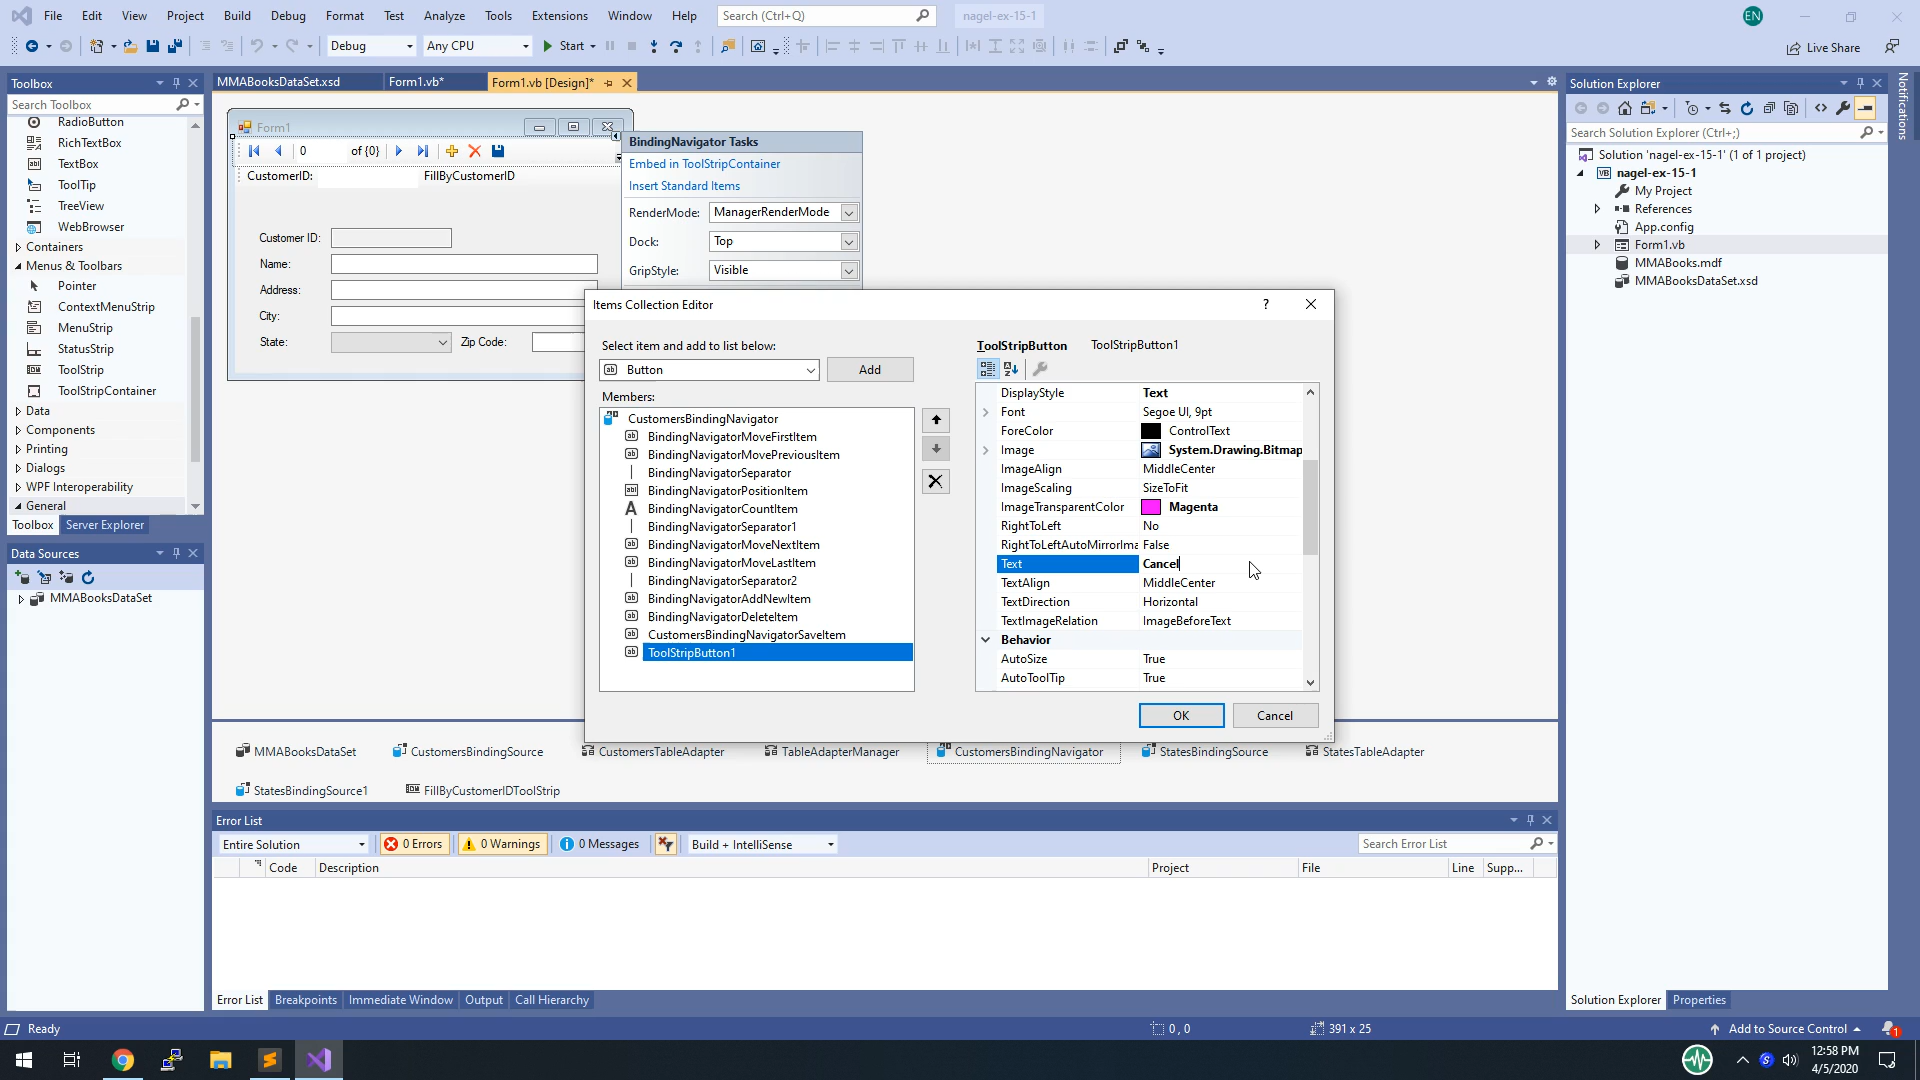 File Edit View Project Build Debug Format Test Analyze Tools Extensions Window Help Search (Ctrl+Q) nagel-ex-15-1 EN
Debug Any CPU Start Live Share
Toolbox
Search Toolbox
RadioButton
RichTextBox
TextBox
ToolTip
TreeView
WebBrowser
Containers
Menus & Toolbars
Pointer
ContextMenuStrip
MenuStrip
StatusStrip
ToolStrip
ToolStripContainer
Data
Components
Printing
Dialogs
WPF Interoperability
General
Toolbox Server Explorer
Data Sources
MMABooksDataSet
MMABooksDataSet.xsd Form1.vb* Form1.vb [Design]*
Form1
0 of {0}
CustomerID: FillByCustomerID
Customer ID:
Name:
Address:
City:
State: Zip Code:
BindingNavigator Tasks
Embed in ToolStripContainer
Insert Standard Items
RenderMode: ManagerRenderMode
Dock: Top
GripStyle: Visible
Items Collection Editor ?
Select item and add to list below:
Button Add
Members:
CustomersBindingNavigator
BindingNavigatorMoveFirstItem
BindingNavigatorMovePreviousItem
BindingNavigatorSeparator
BindingNavigatorPositionItem
A BindingNavigatorCountItem
BindingNavigatorSeparator1
BindingNavigatorMoveNextItem
BindingNavigatorMoveLastItem
BindingNavigatorSeparator2
BindingNavigatorAddNewItem
BindingNavigatorDeleteItem
CustomersBindingNavigatorSaveItem
ToolStripButton1
ToolStripButton ToolStripButton1
DisplayStyle Text
Font Segoe UI, 9pt
ForeColor ControlText
Image System.Drawing.Bitmap
ImageAlign MiddleCenter
ImageScaling SizeToFit
ImageTransparentColor Magenta
RightToLeft No
RightToLeftAutoMirrorIma False
Text Cancel
TextAlign MiddleCenter
TextDirection Horizontal
TextImageRelation ImageBeforeText
Behavior
AutoSize True
AutoToolTip True
OK Cancel
MMABooksDataSet CustomersBindingSource CustomersTableAdapter TableAdapterManager CustomersBindingNavigator StatesBindingSource StatesTableAdapter
StatesBindingSource1 FillByCustomerIDToolStrip
Error List
Entire Solution 0 Errors 0 Warnings 0 Messages Build + IntelliSense Search Error List
Code Description Project File Line Supp...
Error List Breakpoints Immediate Window Output Call Hierarchy
Solution Explorer
Search Solution Explorer (Ctrl+;)
Solution 'nagel-ex-15-1' (1 of 1 project)
VB nagel-ex-15-1
My Project
References
App.config
Form1.vb
MMABooks.mdf
MMABooksDataSet.xsd
Solution Explorer Properties
Notifications
Ready 0 , 0 391 x 25 Add to Source Control 1
12:58 PM
4/5/2020